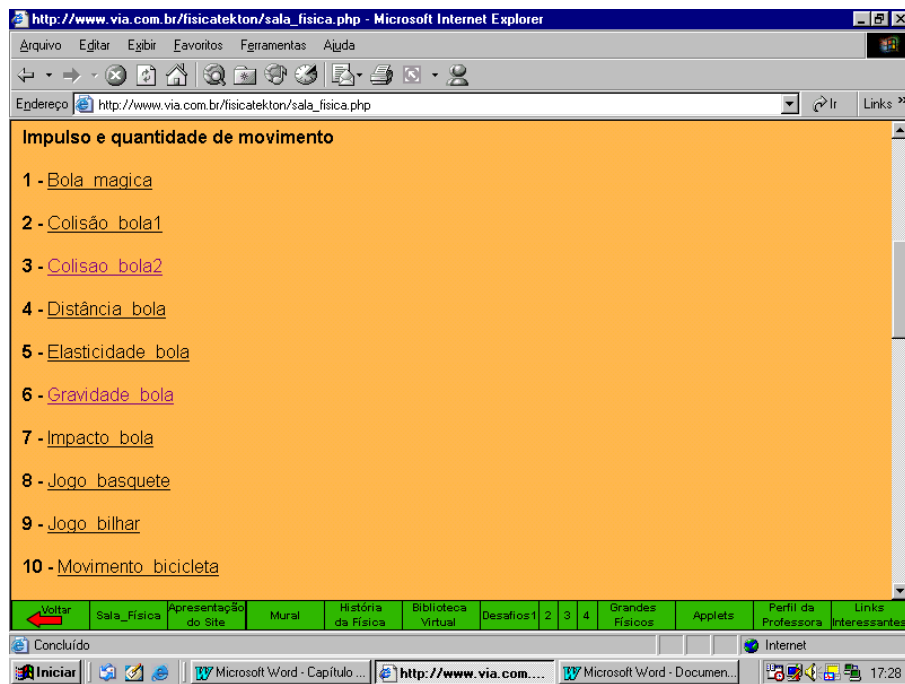 http://www.via.com.br/fisicatekton/sala_fisica.php - Microsoft Internet Explorer
Arquivo Editar Exibir Favoritos Ferramentas Ajuda
Endereço http://www.via.com.br/fisicatekton/sala_fisica.php Ir Links »
Impulso e quantidade de movimento
1 - Bola_magica
2 - Colisão_bola1
3 - Colisao_bola2
4 - Distância_bola
5 - Elasticidade_bola
6 - Gravidade_bola
7 - Impacto_bola
8 - Jogo_basquete
9 - Jogo_bilhar
10 - Movimento_bicicleta
Voltar Sala_Física Apresentação do Site Mural História da Física Biblioteca Virtual Desafios1 2 3 4 Grandes Físicos Applets Perfil da Professora Links Interessantes
Concluído Internet
Iniciar Microsoft Word - Capítulo ... http://www.via.com.... Microsoft Word - Documen... 17:28